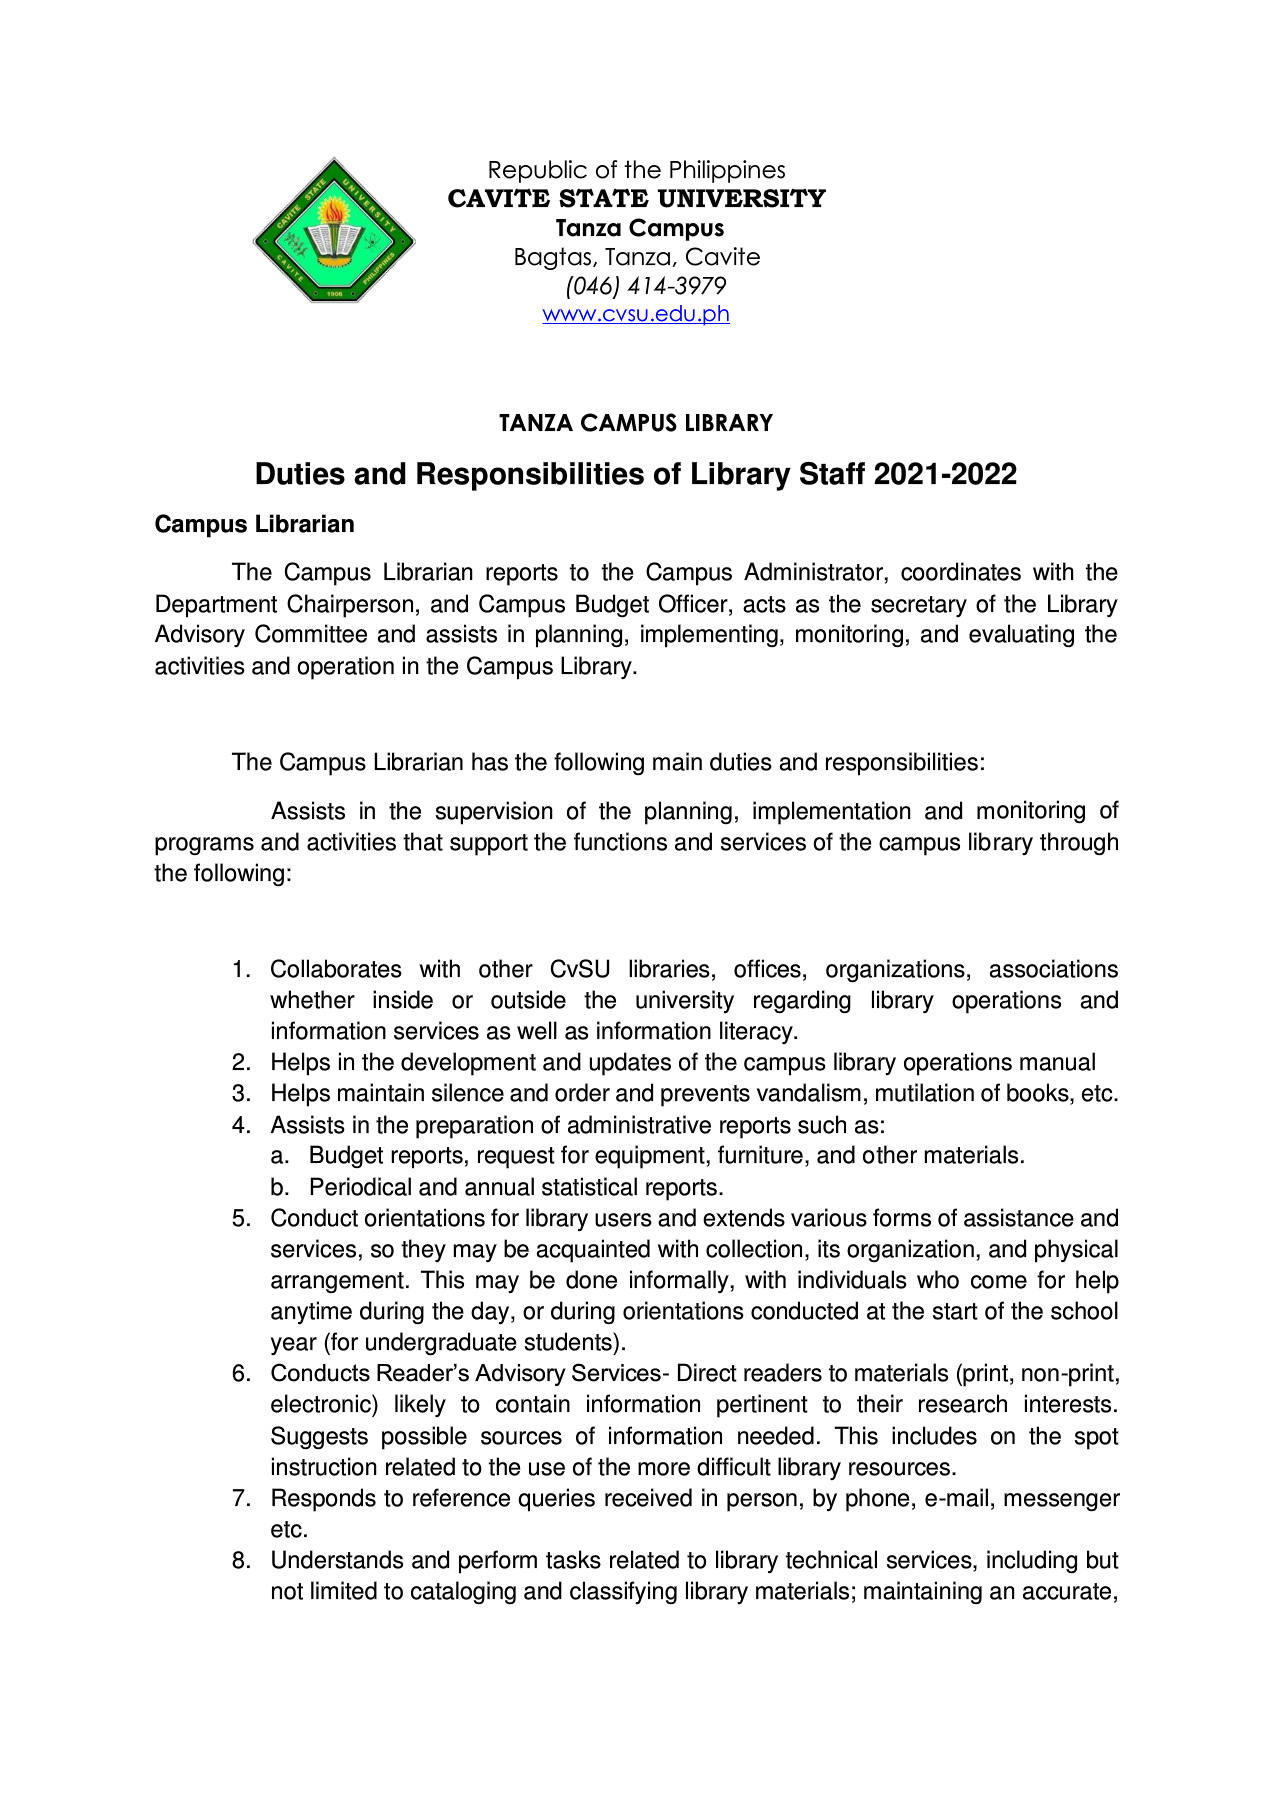 CAVITE STATE UNIVERSITY
CAVITE PHILIPPINES
1906
Republic of the Philippines
CAVITE STATE UNIVERSITY
Tanza Campus
Bagtas, Tanza, Cavite
(046) 414-3979
www.cvsu.edu.ph
TANZA CAMPUS LIBRARY
Duties and Responsibilities of Library Staff 2021-2022
Campus Librarian
The Campus Librarian reports to the Campus Administrator, coordinates with the
Department Chairperson, and Campus Budget Officer, acts as the secretary of the Library
Advisory Committee and assists in planning, implementing, monitoring, and evaluating the
activities and operation in the Campus Library.
The Campus Librarian has the following main duties and responsibilities:
Assists in the supervision of the planning, implementation and monitoring of
programs and activities that support the functions and services of the campus library through
the following:
1. Collaborates with other CvSU libraries, offices, organizations, associations
whether inside or outside the university regarding library operations and
information services as well as information literacy.
2. Helps in the development and updates of the campus library operations manual
3. Helps maintain silence and order and prevents vandalism, mutilation of books, etc.
4. Assists in the preparation of administrative reports such as:
a. Budget reports, request for equipment, furniture, and other materials.
b. Periodical and annual statistical reports.
5. Conduct orientations for library users and extends various forms of assistance and
services, so they may be acquainted with collection, its organization, and physical
arrangement. This may be done informally, with individuals who come for help
anytime during the day, or during orientations conducted at the start of the school
year (for undergraduate students).
6. Conducts Reader’s Advisory Services- Direct readers to materials (print, non-print,
electronic) likely to contain information pertinent to their research interests.
Suggests possible sources of information needed. This includes on the spot
instruction related to the use of the more difficult library resources.
7. Responds to reference queries received in person, by phone, e-mail, messenger
etc.
8. Understands and perform tasks related to library technical services, including but
not limited to cataloging and classifying library materials; maintaining an accurate,